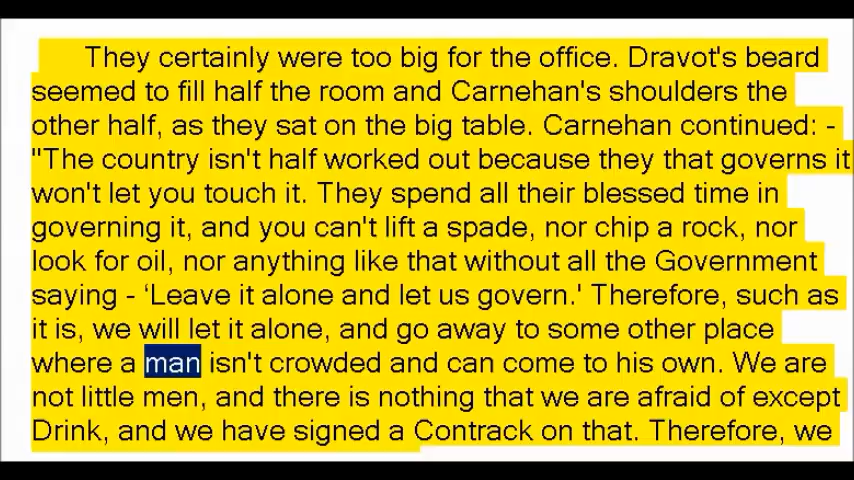 They certainly were too big for the office. Dravot's beard
seemed to fill half the room and Carnehan's shoulders the
other half, as they sat on the big table. Carnehan continued: -
"The country isn't half worked out because they that governs it
won't let you touch it. They spend all their blessed time in
governing it, and you can't lift a spade, nor chip a rock, nor
look for oil, nor anything like that without all the Government
saying - ‘Leave it alone and let us govern.' Therefore, such as
it is, we will let it alone, and go away to some other place
where a man isn't crowded and can come to his own. We are
not little men, and there is nothing that we are afraid of except
Drink, and we have signed a Contrack on that. Therefore, we